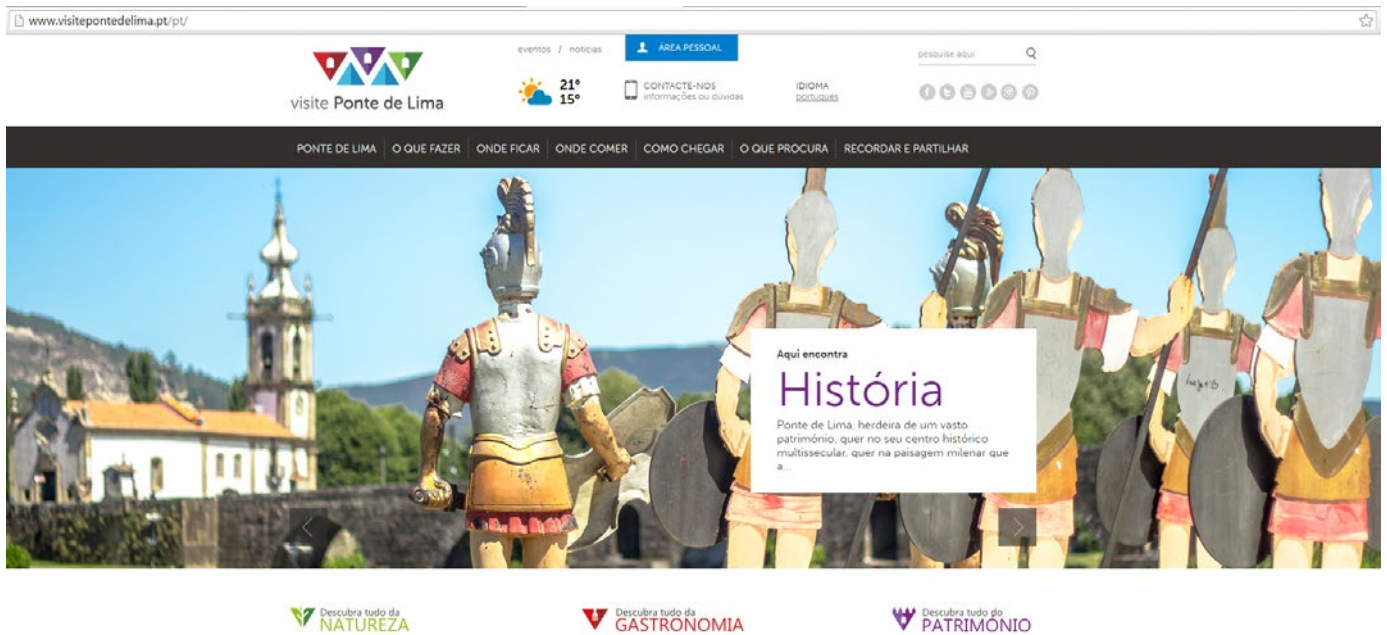 www.visitepontedelima.pt/pt/
eventos / noticias
ÁREA PESSOAL
pesquise aqui
visite Ponte de Lima
21°
15°
CONTACTE-NOS
informações ou dúvidas
IDIOMA
português
PONTE DE LIMA
O QUE FAZER
ONDE FICAR
ONDE COMER
COMO CHEGAR
O QUE PROCURA
RECORDAR E PARTILHAR
Aqui encontra
História
Ponte de Lima, herdeira de um vasto
património, quer no seu centro histórico
multissecular, quer na paisagem milenar que
a...
Descubra tudo da
NATUREZA
Descubra tudo da
GASTRONOMIA
Descubra tudo do
PATRIMÓNIO